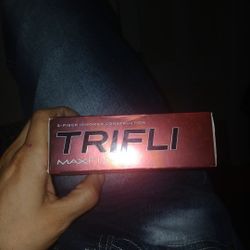 3-PIECE IONOMER CONSTRUCTION
TRIFLI
MAXFLI